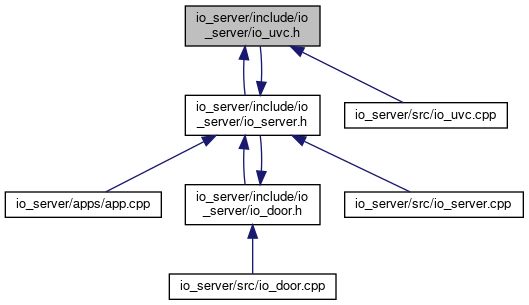 io_server/include/io
_server/io_uvc.h
io_server/include/io
_server/io_server.h
io_server/src/io_uvc.cpp
io_server/apps/app.cpp
io_server/include/io
_server/io_door.h
io_server/src/io_server.cpp
io_server/src/io_door.cpp